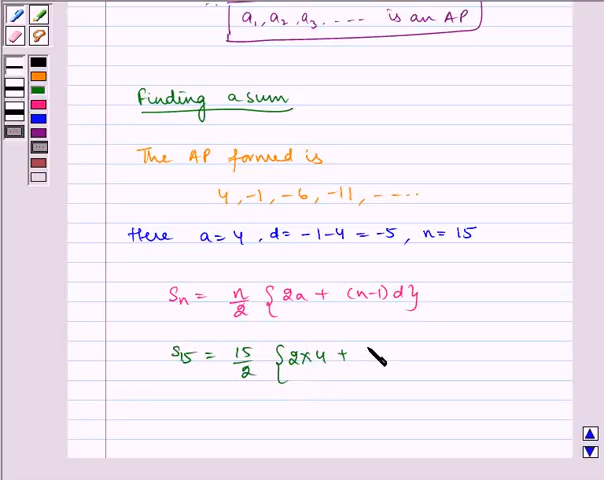 a₁, a₂, a₃, .... is an AP
Finding a sum
The AP formed is
4, -1, -6, -11, .....
Here a = 4, d = -1-4 = -5, n = 15
Sn = n/2 { 2a + (n-1) d }
S15 = 15/2 { 2×4 +